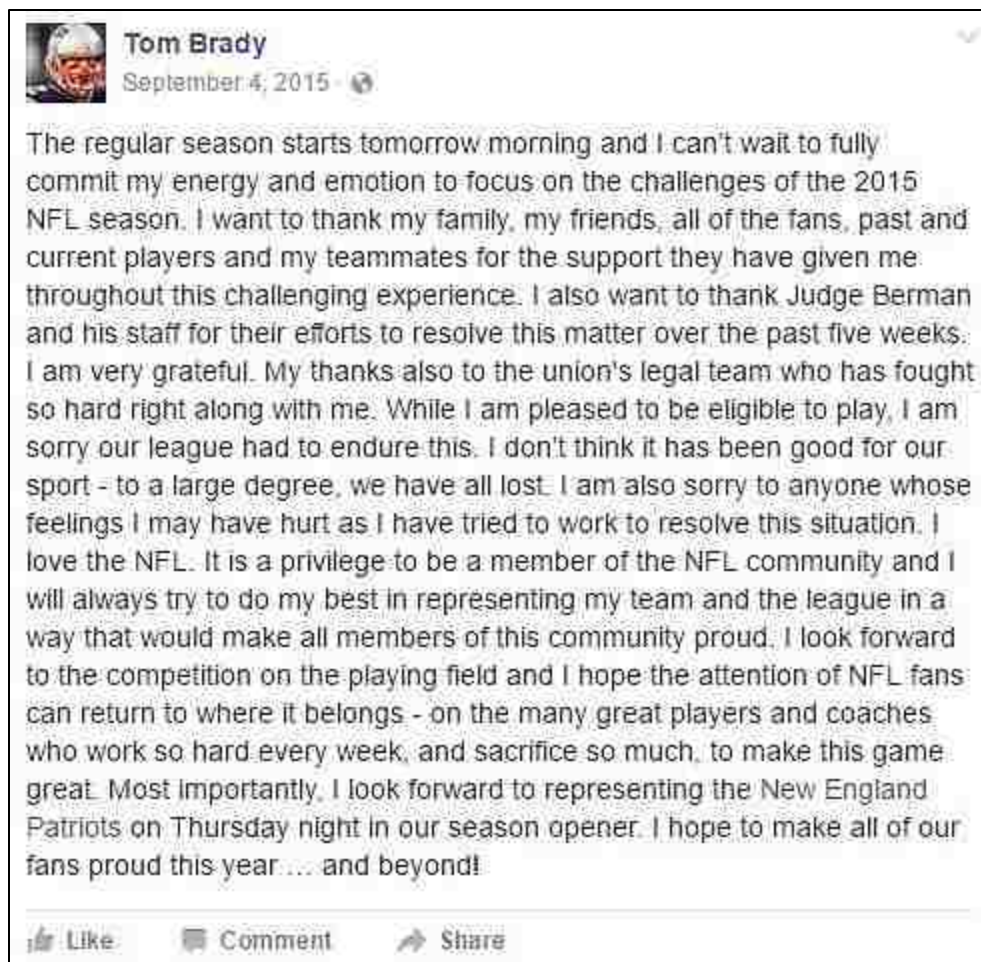 Tom Brady
September 4, 2015 ·
The regular season starts tomorrow morning and I can't wait to fully
commit my energy and emotion to focus on the challenges of the 2015
NFL season. I want to thank my family, my friends, all of the fans, past and
current players and my teammates for the support they have given me
throughout this challenging experience. I also want to thank Judge Berman
and his staff for their efforts to resolve this matter over the past five weeks.
I am very grateful. My thanks also to the union's legal team who has fought
so hard right along with me. While I am pleased to be eligible to play, I am
sorry our league had to endure this. I don't think it has been good for our
sport - to a large degree, we have all lost. I am also sorry to anyone whose
feelings I may have hurt as I have tried to work to resolve this situation. I
love the NFL. It is a privilege to be a member of the NFL community and I
will always try to do my best in representing my team and the league in a
way that would make all members of this community proud. I look forward
to the competition on the playing field and I hope the attention of NFL fans
can return to where it belongs - on the many great players and coaches
who work so hard every week, and sacrifice so much, to make this game
great. Most importantly, I look forward to representing the New England
Patriots on Thursday night in our season opener. I hope to make all of our
fans proud this year ... and beyond!
Like Comment Share